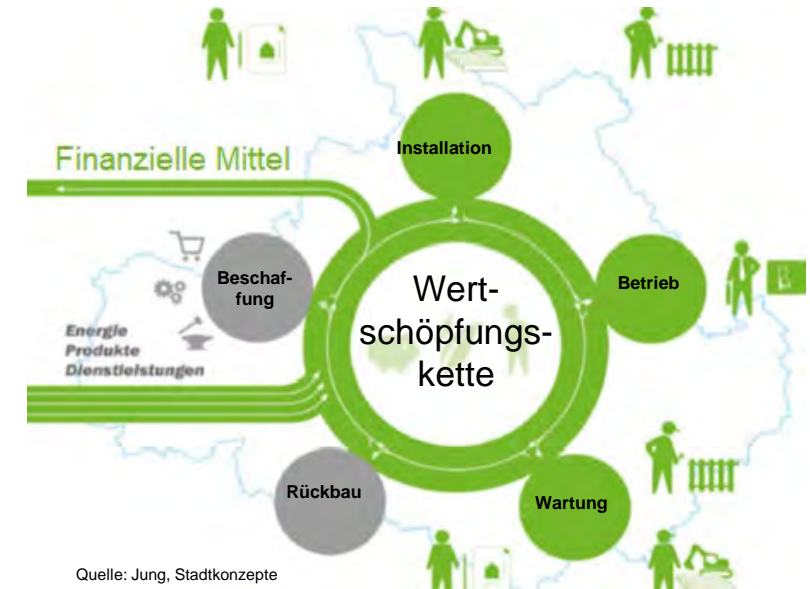 Finanzielle Mittel
Installation
Beschaf-
fung
Betrieb
Wert-
schöpfungs-
kette
Energie
Produkte
Dienstleistungen
Rückbau
Wartung
Quelle: Jung, Stadtkonzepte